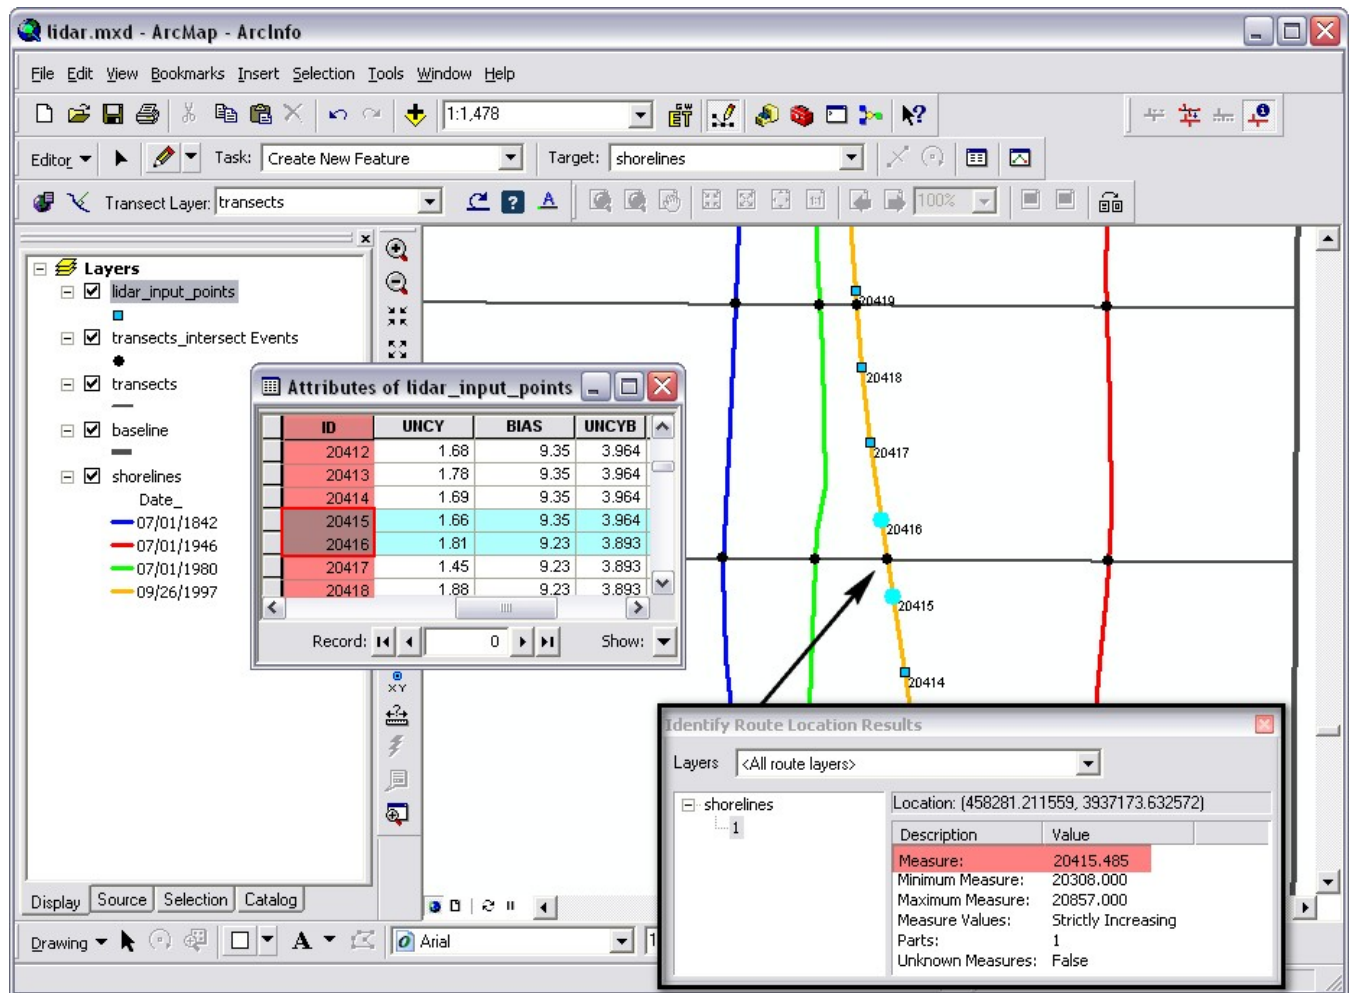 lidar.mxd - ArcMap - ArcInfo
File Edit View Bookmarks Insert Selection Tools Window Help
1:1,478
Editor Task: Create New Feature Target: shorelines
Transect Layer: transects 100%
Layers
lidar_input_points
transects_intersect Events
transects
baseline
shorelines
Date_
07/01/1842
07/01/1946
07/01/1980
09/26/1997
20419
20418
20417
20416
20415
20414
Attributes of lidar_input_points
ID UNCY BIAS UNCYB
20412 1.68 9.35 3.964
20413 1.78 9.35 3.964
20414 1.69 9.35 3.964
20415 1.66 9.35 3.964
20416 1.81 9.23 3.893
20417 1.45 9.23 3.893
20418 1.88 9.23 3.893
Record: 0 Show:
XY
Identify Route Location Results
Layers <All route layers>
shorelines
1
Location: (458281.211559, 3937173.632572)
Description Value
Measure: 20415.485
Minimum Measure: 20308.000
Maximum Measure: 20857.000
Measure Values: Strictly Increasing
Parts: 1
Unknown Measures: False
Display Source Selection Catalog
Drawing A Arial 1